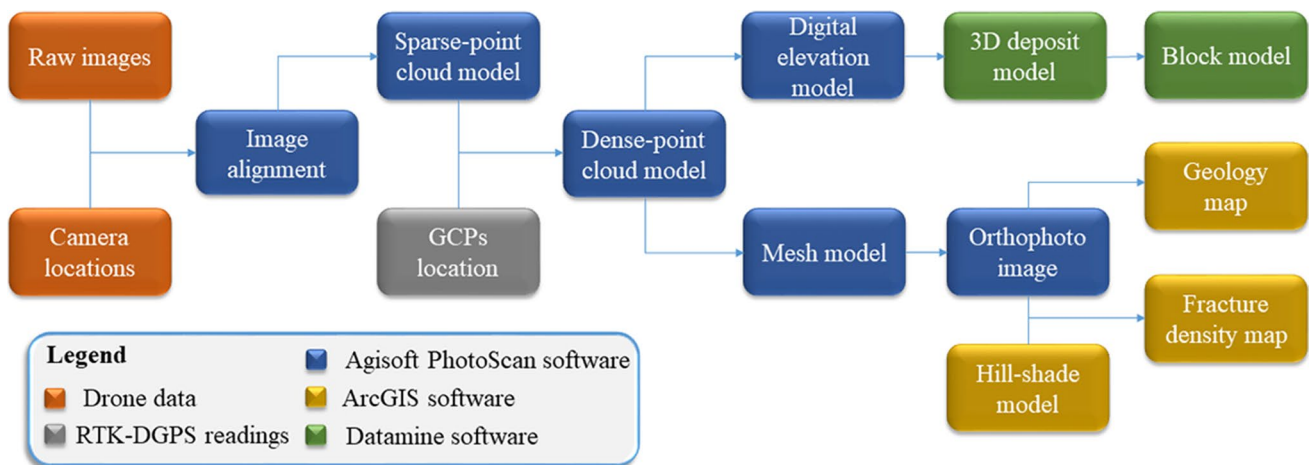 Raw images
Camera
locations
Image
alignment
Sparse-point
cloud model
GCPs
location
Dense-point
cloud model
Digital
elevation
model
3D deposit
model
Block model
Mesh model
Orthophoto
image
Geology
map
Fracture
density map
Hill-shade
model
Legend
Drone data
RTK-DGPS readings
Agisoft PhotoScan software
ArcGIS software
Datamine software